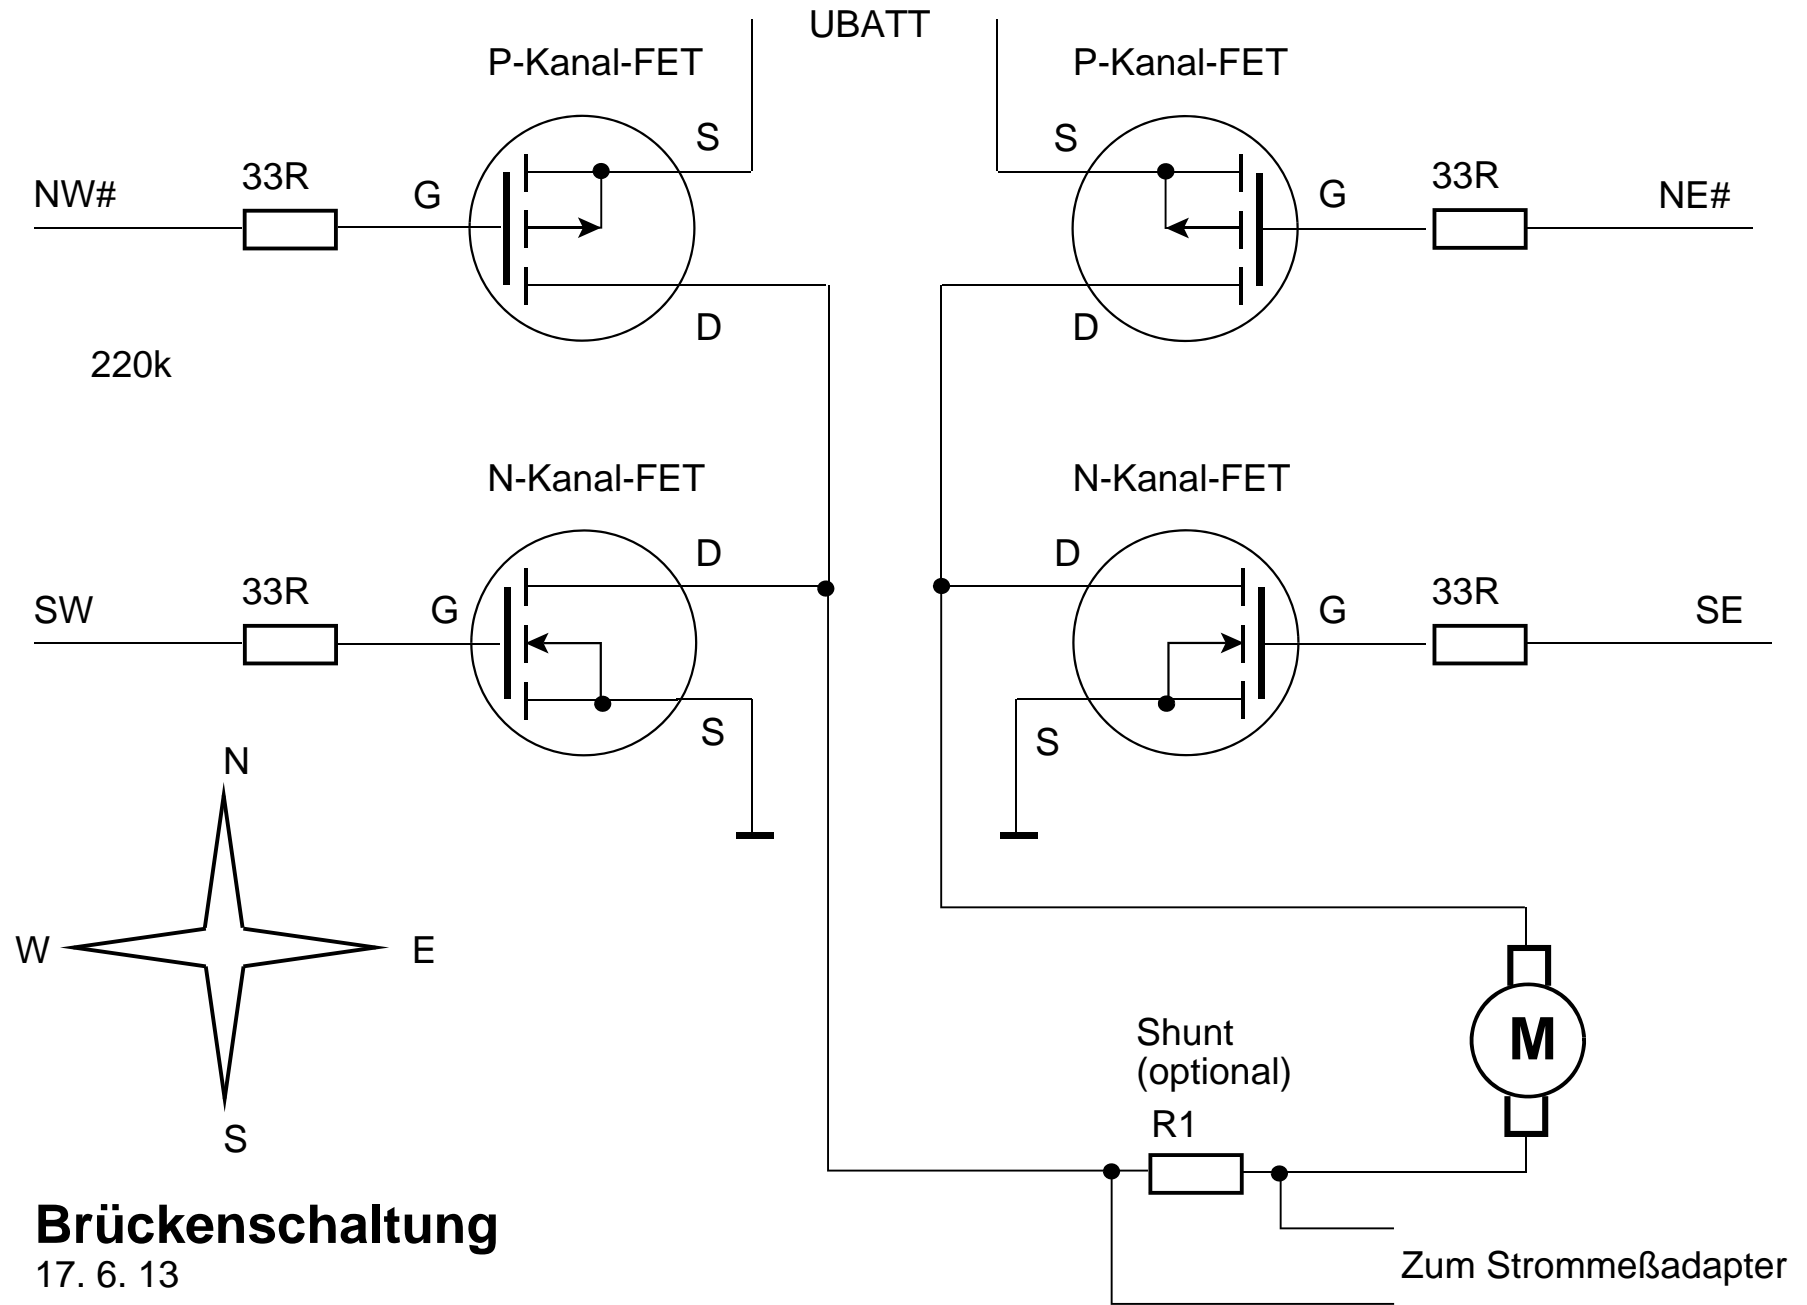 UBATT
P-Kanal-FET
P-Kanal-FET
S
S
33R
33R
NW#
G
G
NE#
D
D
220k
N-Kanal-FET
N-Kanal-FET
D
D
33R
33R
SW
G
G
SE
S
S
N
W
E
S
M
Shunt
(optional)
R1
Brückenschaltung
17. 6. 13
Zum Strommeßadapter